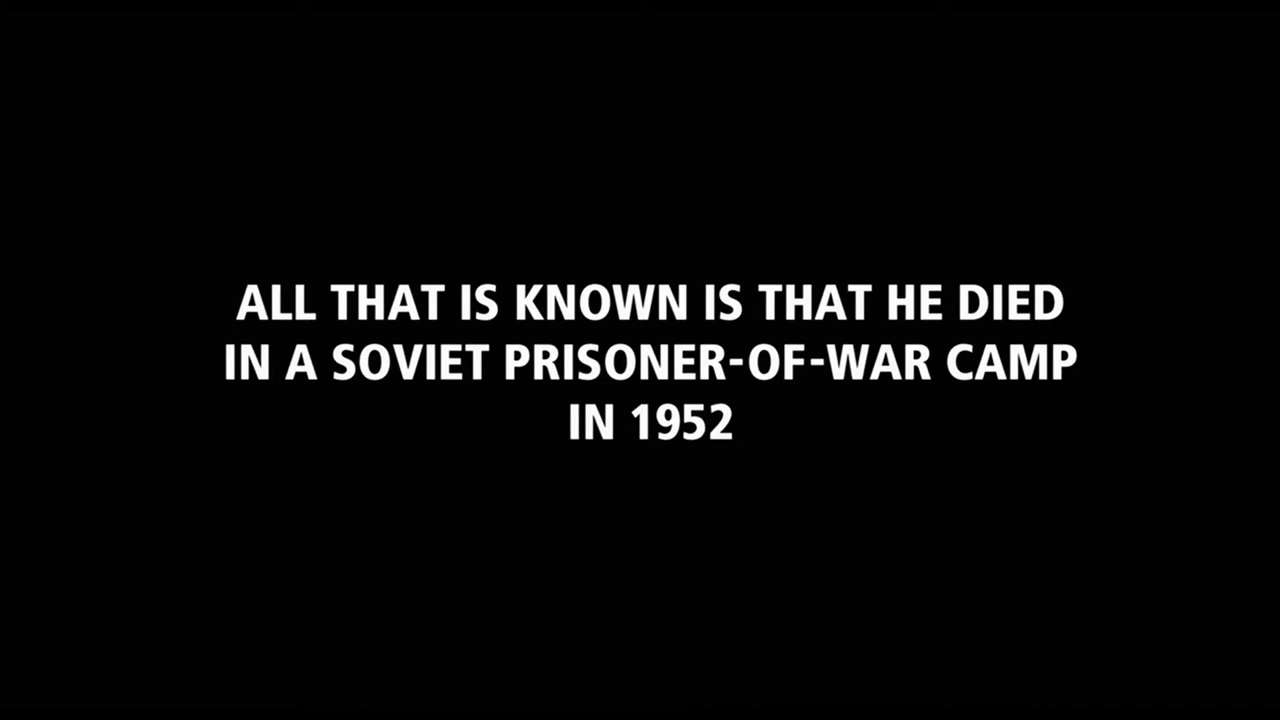 ALL THAT IS KNOWN IS THAT HE DIED
IN A SOVIET PRISONER-OF-WAR CAMP
IN 1952